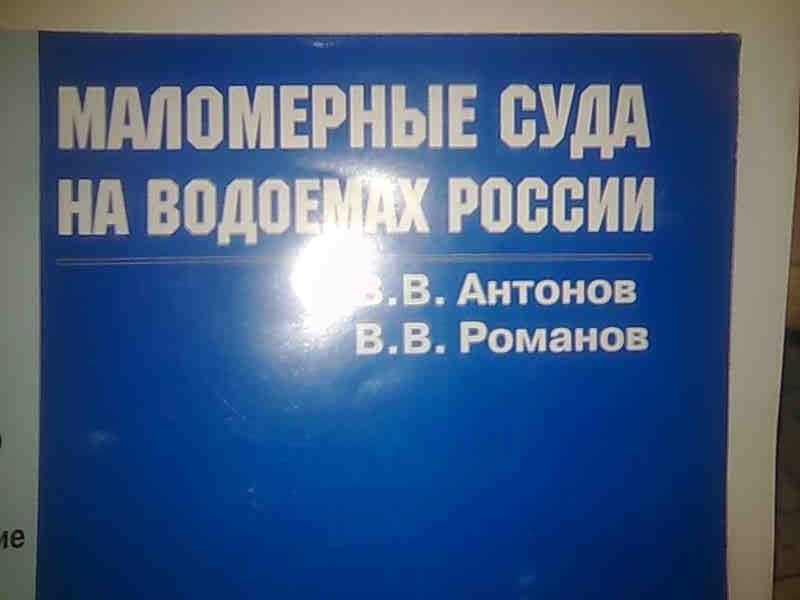 МАЛОМЕРНЫЕ СУДА
НА ВОДОЕМАХ РОССИИ
В.В. Антонов
В.В. Романов